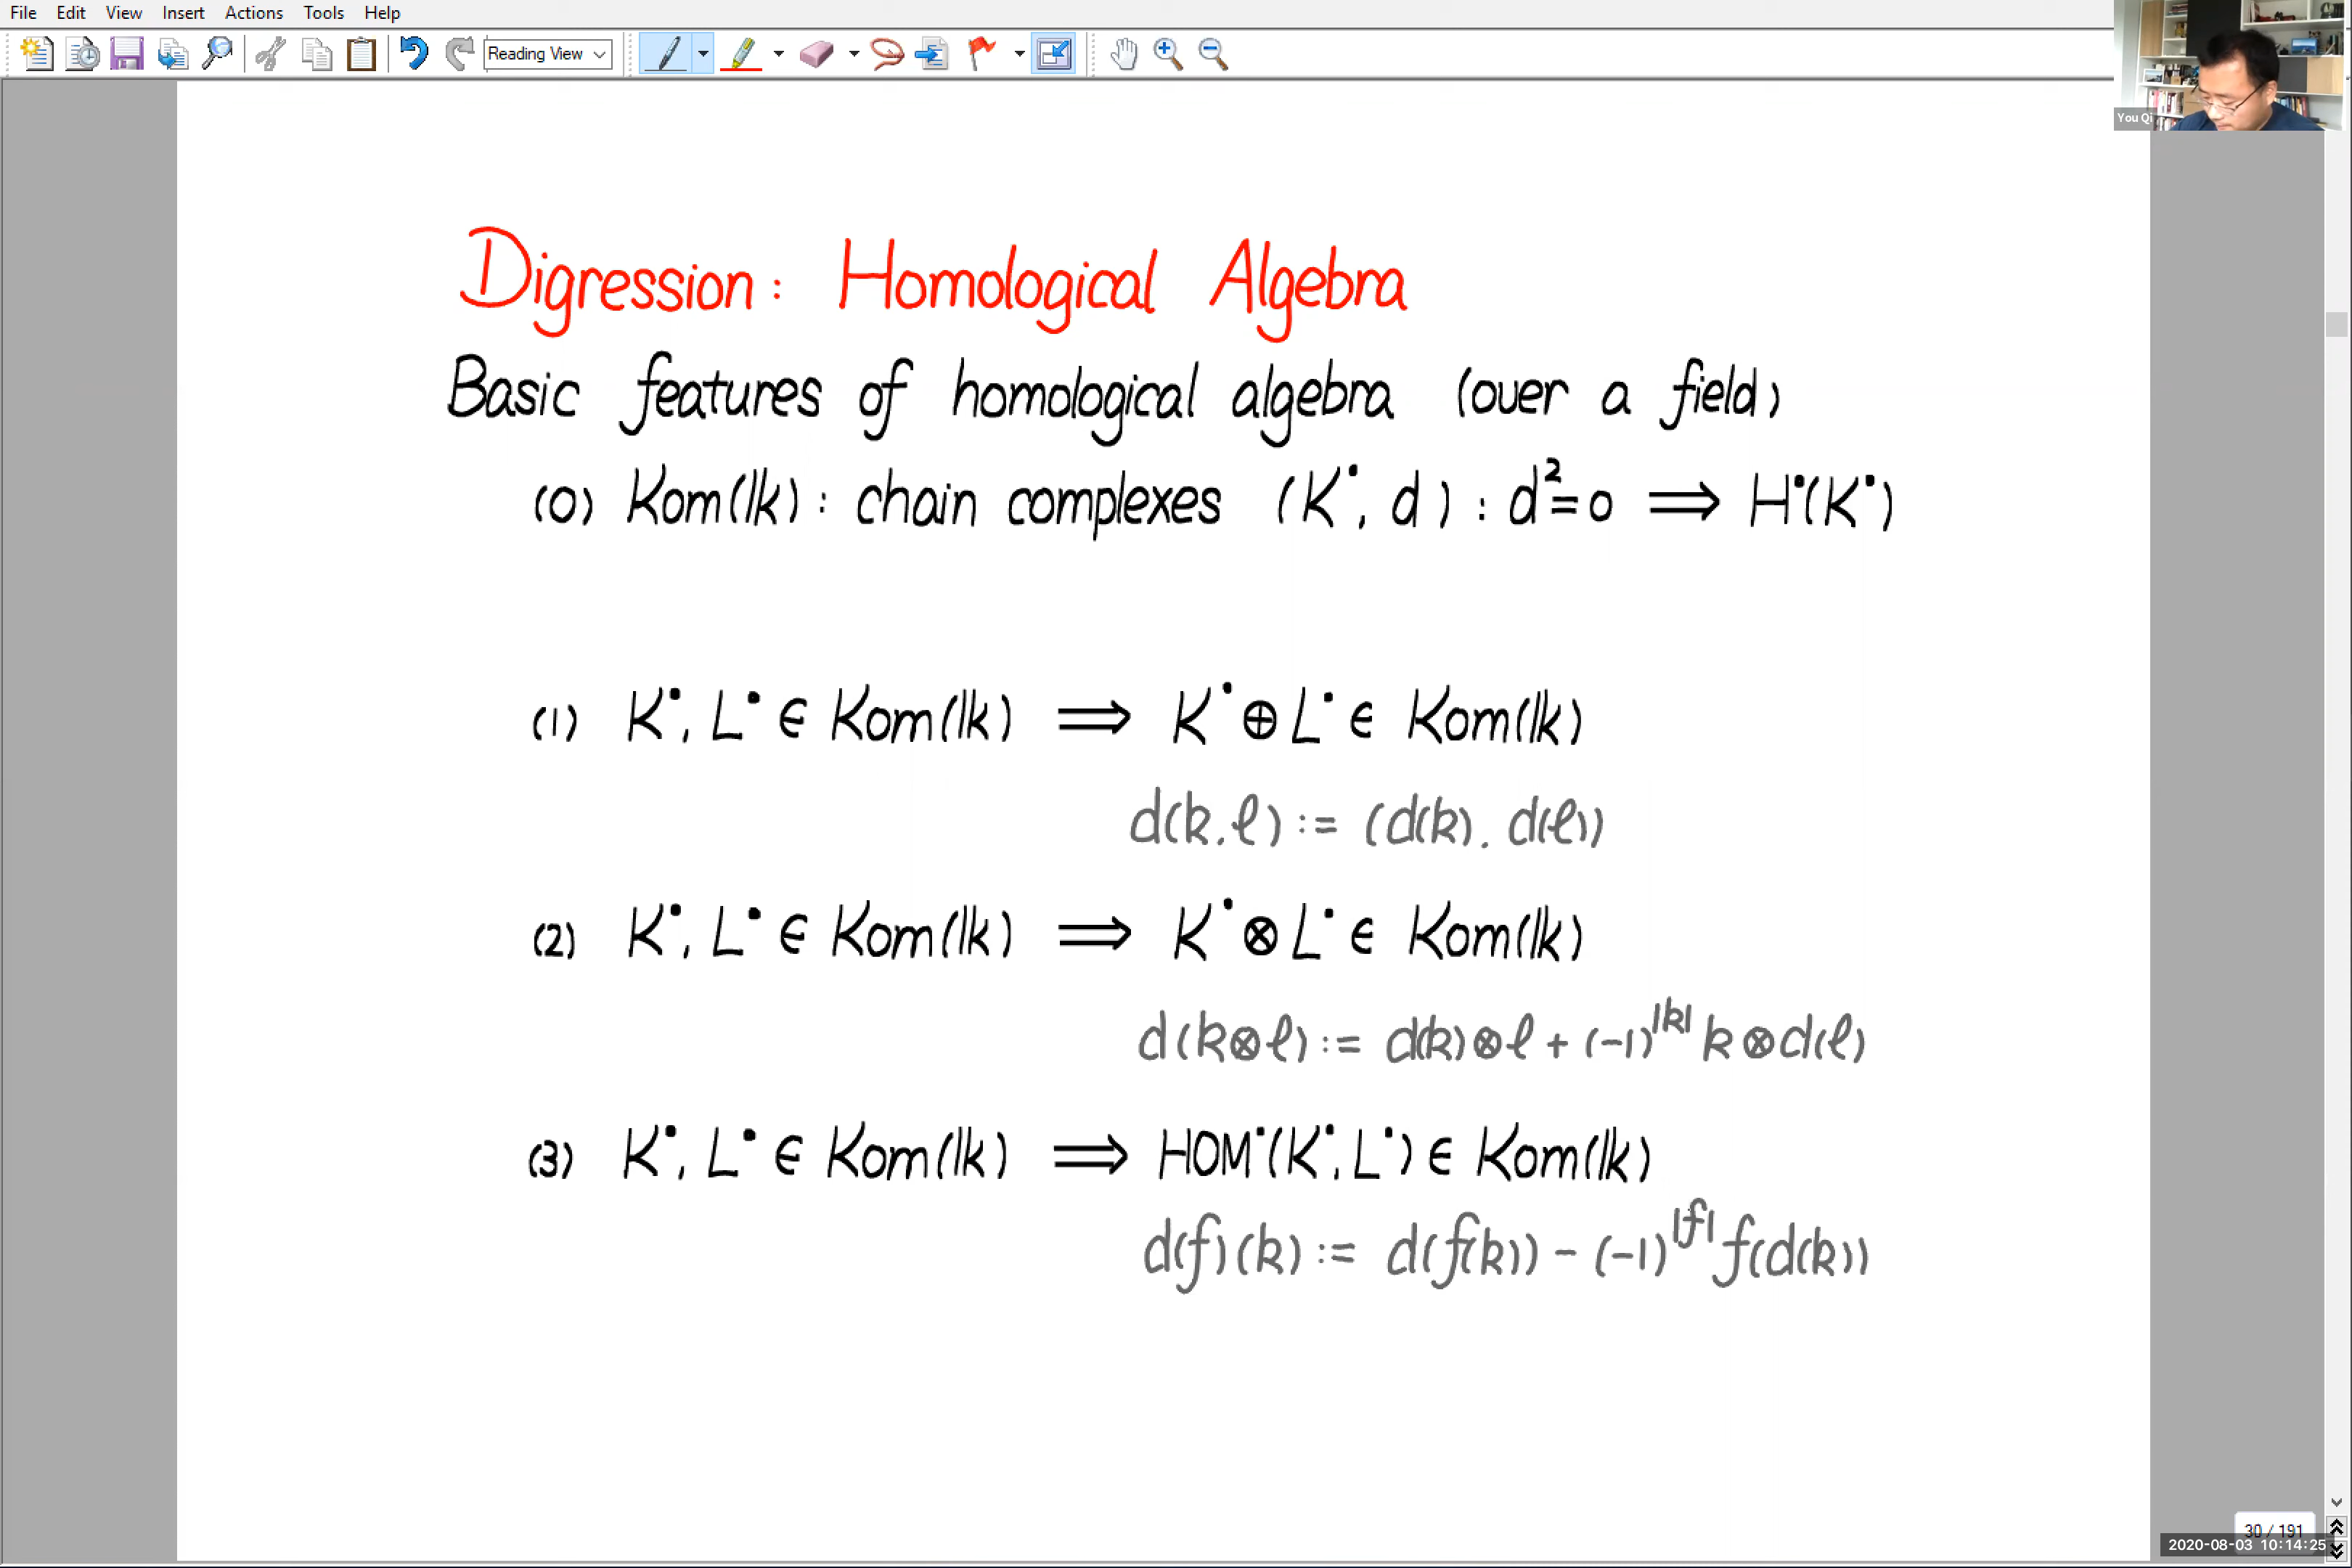 File Edit View Insert Actions Tools Help
Reading View
You Qi
Digression: Homological Algebra
Basic features of homological algebra (over a field)
(0) Kom(𝕜): chain complexes (K•, d): d²=0 ⟹ H•(K•)
(1) K•, L• ∈ Kom(𝕜) ⟹ K• ⊕ L• ∈ Kom(𝕜)
d(k, ℓ) := (d(k), d(ℓ))
(2) K•, L• ∈ Kom(𝕜) ⟹ K• ⊗ L• ∈ Kom(𝕜)
d(k⊗ℓ) := d(k)⊗ℓ + (-1)^|k| k⊗d(ℓ)
(3) K•, L• ∈ Kom(𝕜) ⟹ HOM•(K•, L•) ∈ Kom(𝕜)
d(f)(k) := d(f(k)) - (-1)^|f| f(d(k))
30 / 191
2020-08-03 10:14:25